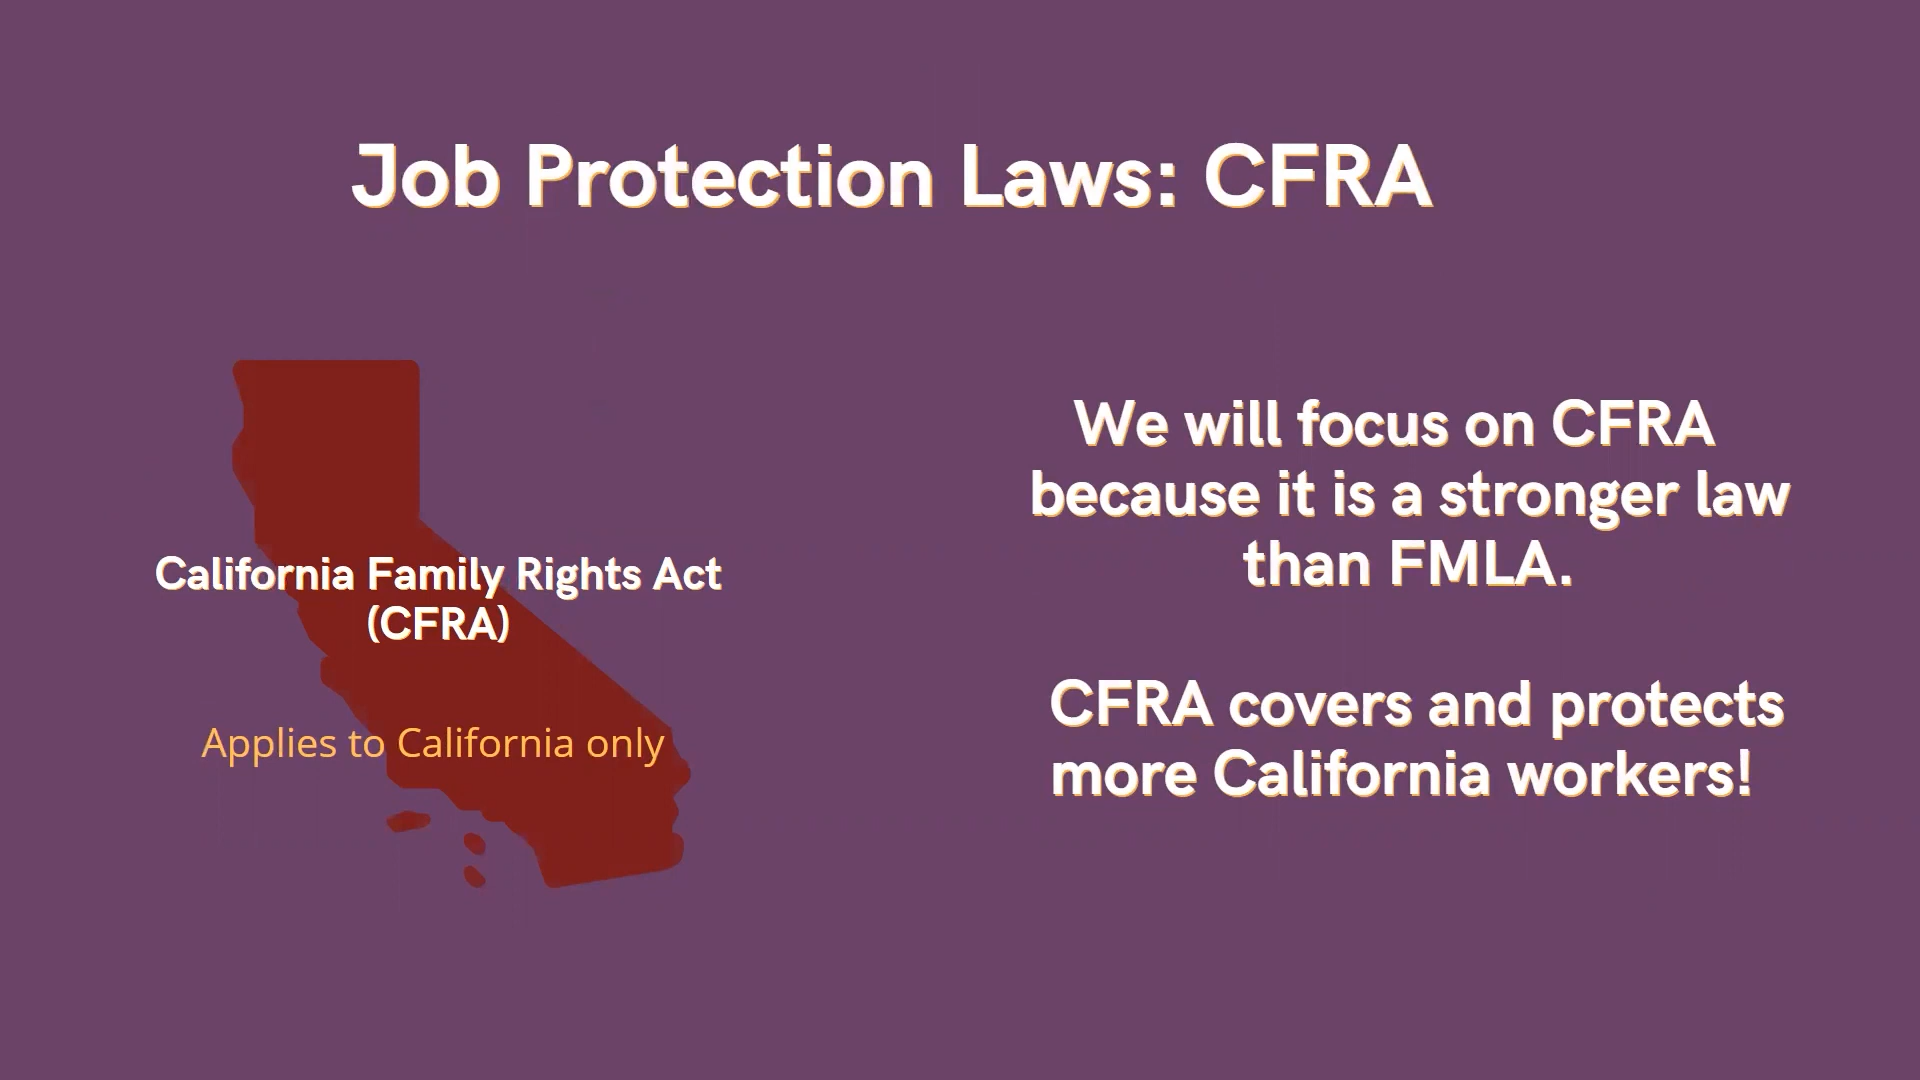 Job Protection Laws: CFRA
California Family Rights Act
(CFRA)
Applies to California only
We will focus on CFRA
because it is a stronger law
than FMLA.
CFRA covers and protects
more California workers!